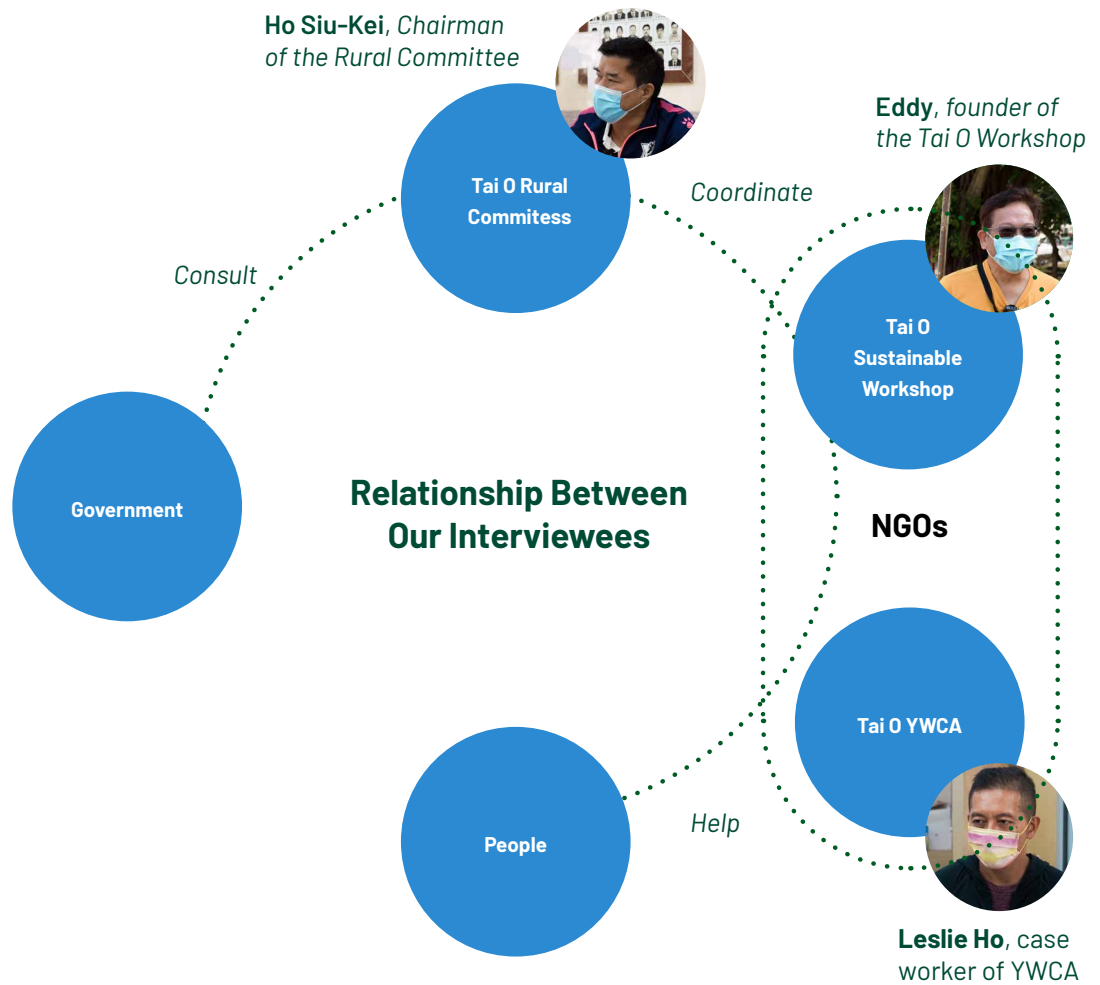 Ho Siu-Kei, Chairman
of the Rural Committee
Eddy, founder of
the Tai O Workshop
Tai O Rural
Commitess
Coordinate
Consult
Tai O
Sustainable
Workshop
Government
Relationship Between
Our Interviewees
NGOs
Tai O YWCA
People
Help
Leslie Ho, case
worker of YWCA